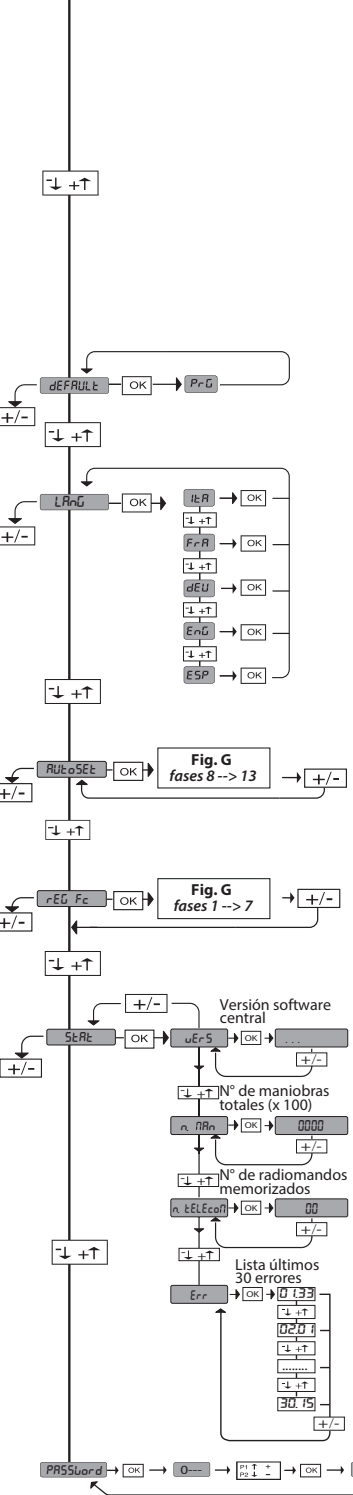 -↓ +↑
dEFAULt OK PrG
+/-
-↓ +↑
LAnG OK ItA OK
+/-
-↓ +↑
FrA OK
-↓ +↑
dEU OK
-↓ +↑
EnG OK
-↓ +↑
ESP OK
-↓ +↑
AUtoSEt OK Fig. G
fases 8 --> 13 +/-
+/-
-↓ +↑
rEG Fc OK Fig. G
fases 1 --> 7 +/-
+/-
-↓ +↑
+/- Versión software
central
StAt OK uErS OK ...
+/-
+/-
-↓ +↑ N° de maniobras
totales (x 100)
n. MAn OK 0000
+/-
-↓ +↑ N° de radiomandos
memorizados
n. tELEcoM OK 00
+/-
-↓ +↑
-↓ +↑
Lista últimos
30 errores
Err OK 01.33
-↓ +↑
02.01
-↓ +↑
........
-↓ +↑
30.15
+/-
PASSword OK 0--- P1 ↑ + OK
P2 ↓ -